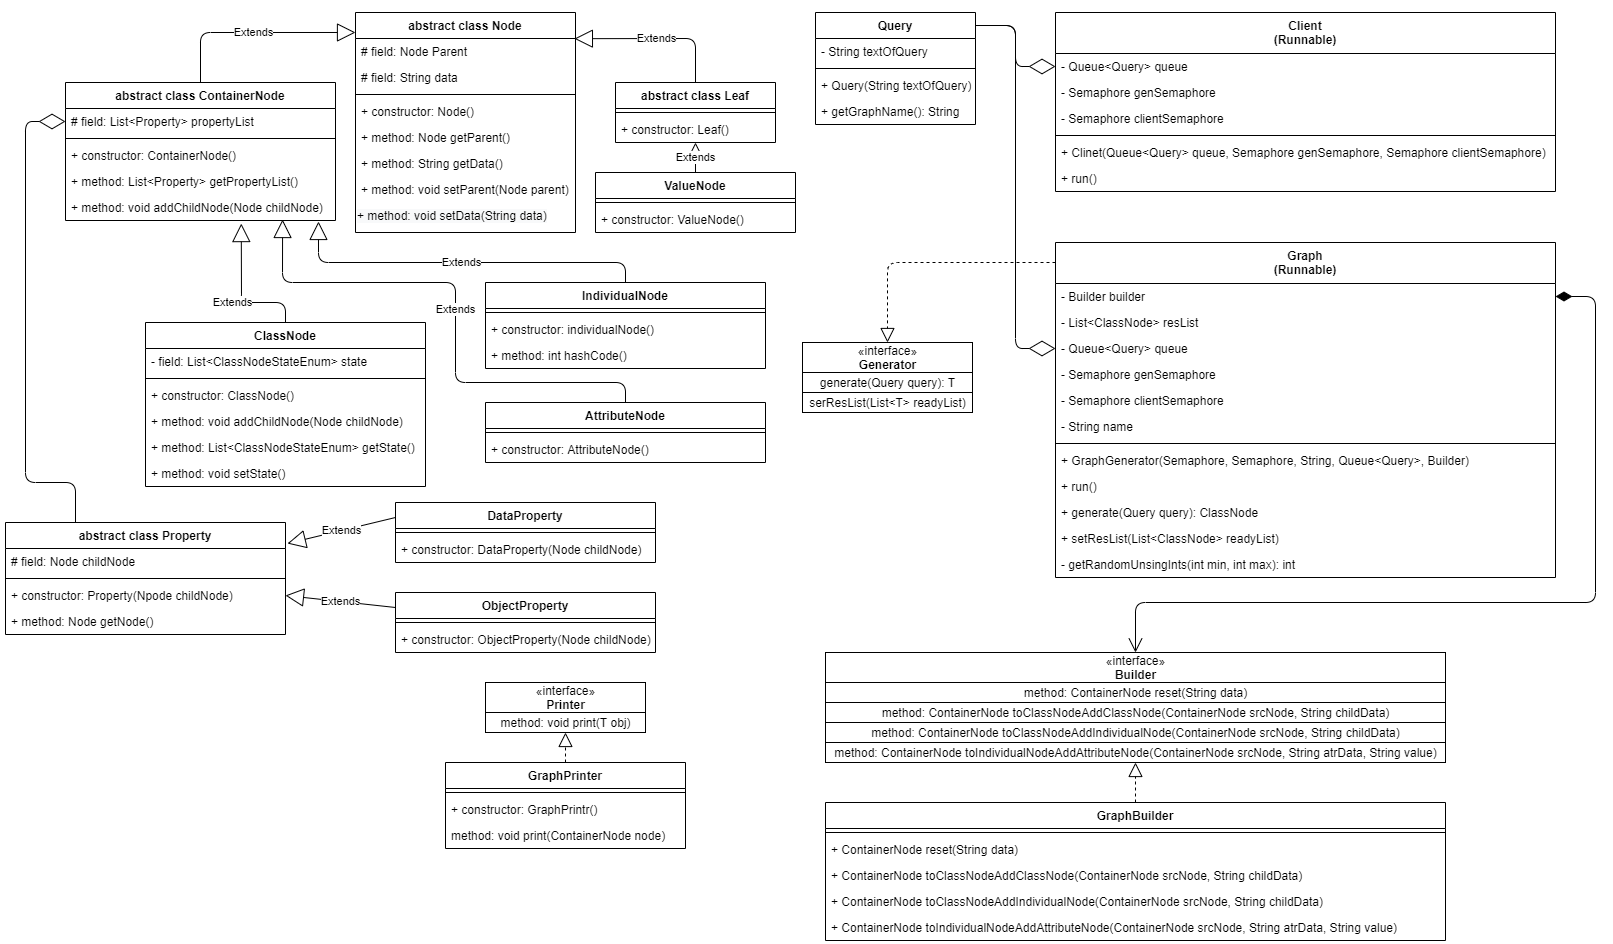 abstract class Node
# field: Node Parent
# field: String data
+ constructor: Node()
+ method: Node getParent()
+ method: String getData()
+ method: void setParent(Node parent)
+ method: void setData(String data)
Extends
abstract class ContainerNode
# field: List<Property> propertyList
+ constructor: ContainerNode()
+ method: List<Property> getPropertyList()
+ method: void addChildNode(Node childNode)
Extends
abstract class Leaf
+ constructor: Leaf()
Extends
ValueNode
+ constructor: ValueNode()
Extends
IndividualNode
+ constructor: individualNode()
+ method: int hashCode()
Extends
AttributeNode
+ constructor: AttributeNode()
Extends
ClassNode
- field: List<ClassNodeStateEnum> state
+ constructor: ClassNode()
+ method: void addChildNode(Node childNode)
+ method: List<ClassNodeStateEnum> getState()
+ method: void setState()
abstract class Property
# field: Node childNode
+ constructor: Property(Npode childNode)
+ method: Node getNode()
Extends
DataProperty
+ constructor: DataProperty(Node childNode)
Extends
ObjectProperty
+ constructor: ObjectProperty(Node childNode)
«interface»
Printer
method: void print(T obj)
GraphPrinter
+ constructor: GraphPrintr()
method: void print(ContainerNode node)
Query
- String textOfQuery
+ Query(String textOfQuery)
+ getGraphName(): String
Client
(Runnable)
- Queue<Query> queue
- Semaphore genSemaphore
- Semaphore clientSemaphore
+ Clinet(Queue<Query> queue, Semaphore genSemaphore, Semaphore clientSemaphore)
+ run()
Graph
(Runnable)
- Builder builder
- List<ClassNode> resList
- Queue<Query> queue
- Semaphore genSemaphore
- Semaphore clientSemaphore
- String name
+ GraphGenerator(Semaphore, Semaphore, String, Queue<Query>, Builder)
+ run()
+ generate(Query query): ClassNode
+ setResList(List<ClassNode> readyList)
- getRandomUnsingInts(int min, int max): int
«interface»
Generator
generate(Query query): T
serResList(List<T> readyList)
«interface»
Builder
method: ContainerNode reset(String data)
method: ContainerNode toClassNodeAddClassNode(ContainerNode srcNode, String childData)
method: ContainerNode toClassNodeAddIndividualNode(ContainerNode srcNode, String childData)
method: ContainerNode toIndividualNodeAddAttributeNode(ContainerNode srcNode, String atrData, String value)
GraphBuilder
+ ContainerNode reset(String data)
+ ContainerNode toClassNodeAddClassNode(ContainerNode srcNode, String childData)
+ ContainerNode toClassNodeAddIndividualNode(ContainerNode srcNode, String childData)
+ ContainerNode toIndividualNodeAddAttributeNode(ContainerNode srcNode, String atrData, String value)